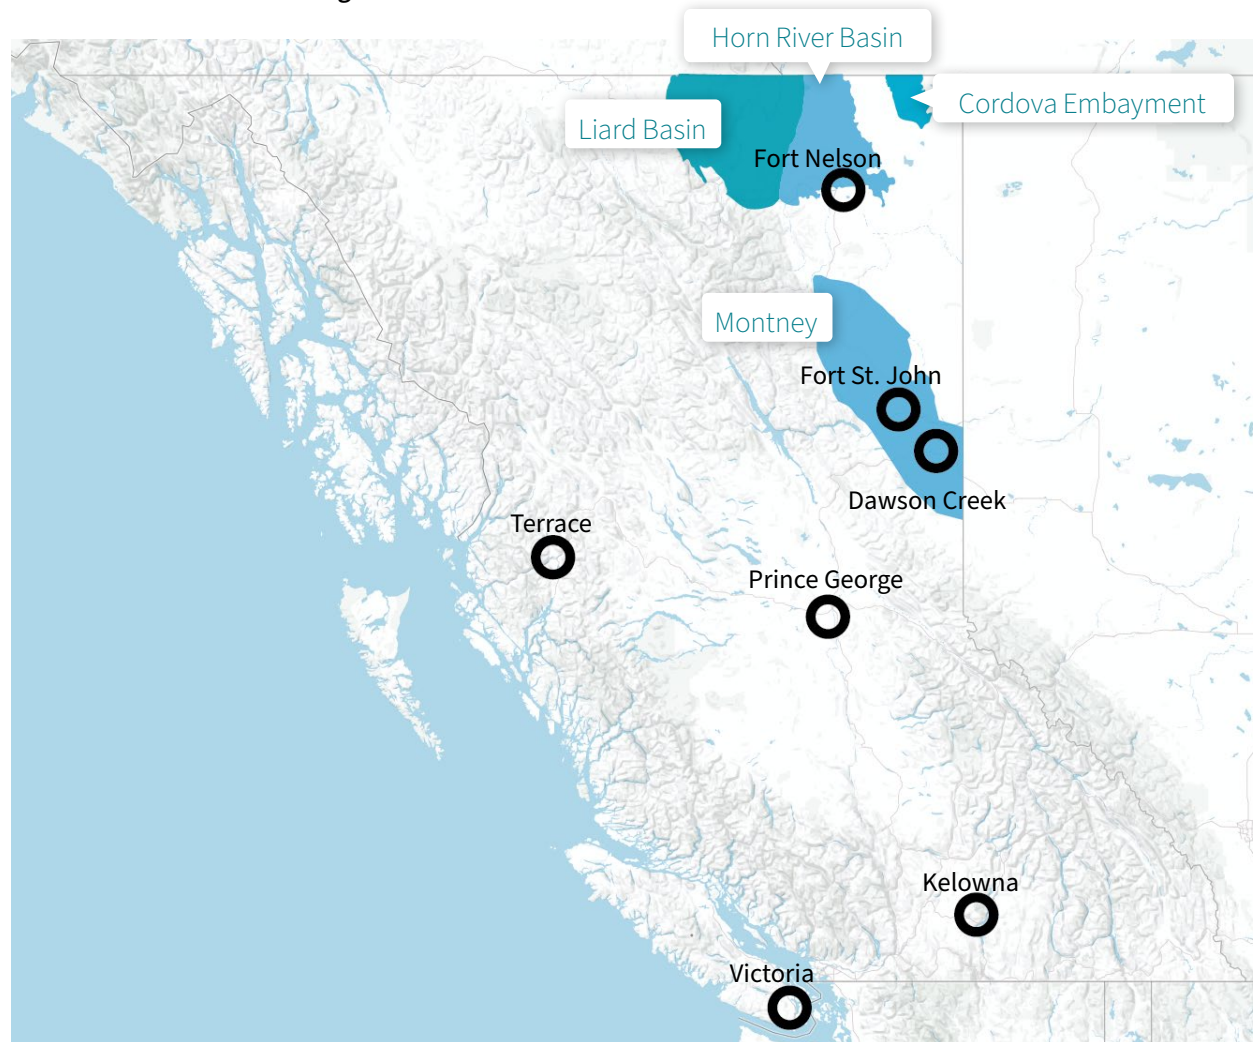 Horn River Basin
Cordova Embayment
Liard Basin
Fort Nelson
Montney
Fort St. John
Dawson Creek
Terrace
Prince George
Kelowna
Victoria